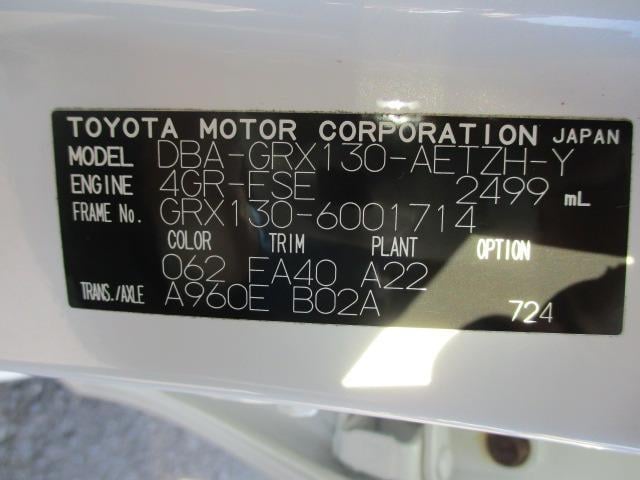 TOYOTA MOTOR CORPORATION JAPAN
MODEL DBA-GRX130-AETZH-Y
ENGINE 4GR-FSE 2499 mL
FRAME No. GRX130-6001714
COLOR TRIM PLANT OPTION
062 FA40 A22
TRANS./AXLE A960E B02A 724